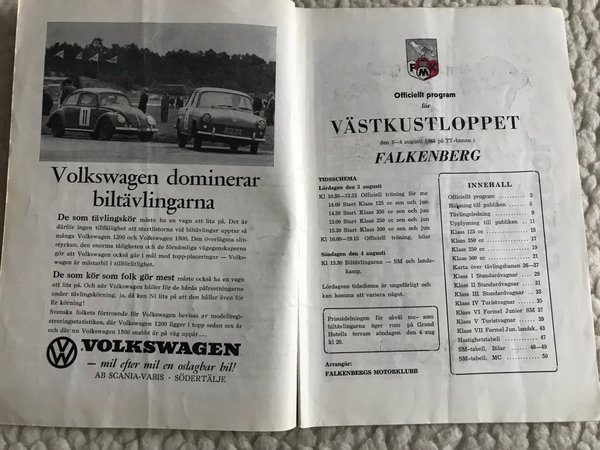 Volkswagen dominerar
biltävlingarna
De som tävlingskör måste ha en vagn att lita på. Det är
därför ingen tillfällighet att startlistorna vid biltävlingar upptar så
många Volkswagen 1200 och Volkswagen 1500. Den överlägsna slit-
styrkan, den enorma tåligheten och de förnämliga vägegenskaperna
gör att Volkswagen också går i mål med topp-placeringar — Volks-
wagen är mästarbil i tillförlitlighet.
De som kör som folk gör mest måste också ha en vagn
att lita på. Och när Volkswagen håller för de hårda påfrestningarna
under tävlingskörning, ja, då kan Ni lita på att den håller även för
Er körning!
Svenska folkets förtroende för Volkswagen bevisas av modellregi-
streringsstatistiken, där Volkswagen 1200 ligger i topp sedan sex år
och där nu Volkswagen 1500 snabbt är på väg uppåt...
VOLKSWAGEN
— mil efter mil en oslagbar bil!
AB SCANIA-VABIS · SÖDERTÄLJE
FMK
Officiellt program
för
VÄSTKUSTLOPPET
den 3—4 augusti 1963 på TT-banan i
FALKENBERG
TIDSSCHEMA
Lördagen den 3 augusti
Kl 10.30—13.35 Officiell träning för mc
14.00 Start Klass 125 cc sen och jun
14.30 Start Klass 350 cc sen och jun
14.50 Start Klass 250 cc sen och jun
15.30 Start Klass 500 cc sen och jun
Kl 16.00—19.15 Officiell träning, bilar
Söndagen den 4 augusti
Kl 13.30 Biltävlingarna — SM och lands-
kamp.
Lördagens tidschema är ungefärligt och
kan komma att variera något.
Prisutdelningen för såväl mc- som
biltävlingarna äger rum på Grand
Hotells terrass söndagen den 4 aug
kl 20.
Arrangör:
FALKENBERGS MOTORKLUBB
INNEHÅLL
Officiellt program 3
Hälsning till publiken 5
Tävlingsledning 9
Upplysning till publiken 11
Klass 125 cc 15
Klass 350 cc 17
Klass 250 cc 19
Klass 500 cc 21
Karta över tävlingsbanan 26—27
Klass I Standardvagnar 29
Klass II Standardvagnar 31
Klass III Standardvagnar 33
Klass IV Turistvagnar 35
Klass VI Formel Junior SM 37
Klass V Turistvagnar 39
Klass VII Formel Jun. landsk. 43
Hastighetstabell 47
SM-tabell, Bilar 48—49
SM-tabell, MC 50